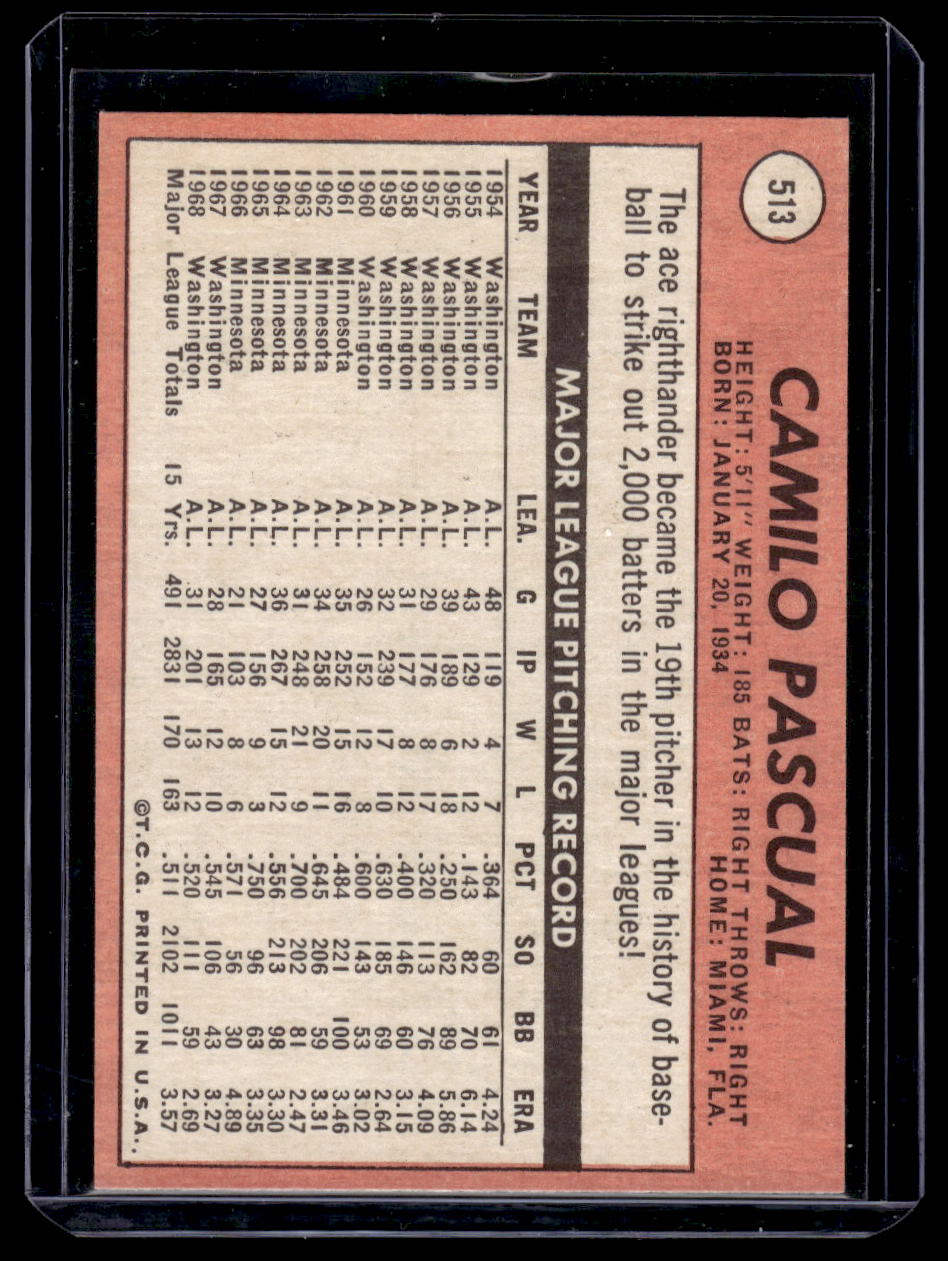 513
CAMILO PASCUAL
HEIGHT: 5'11" WEIGHT: 185 BATS: RIGHT THROWS: RIGHT
BORN: JANUARY 20, 1934 HOME: MIAMI, FLA.
The ace righthander became the 19th pitcher in the history of base-
ball to strike out 2,000 batters in the major leagues!
MAJOR LEAGUE PITCHING RECORD
YEAR TEAM LEA. G IP W L PCT SO BB ERA
1954 Washington A.L. 48 119 4 7 .364 60 61 4.24
1955 Washington A.L. 43 129 2 12 .143 82 70 6.14
1956 Washington A.L. 39 189 6 18 .250 162 89 5.86
1957 Washington A.L. 29 176 8 17 .320 113 76 4.09
1958 Washington A.L. 31 177 8 12 .400 146 60 3.15
1959 Washington A.L. 32 239 17 10 .630 185 69 2.64
1960 Washington A.L. 26 152 12 8 .600 143 53 3.02
1961 Minnesota A.L. 35 252 15 16 .484 221 100 3.46
1962 Minnesota A.L. 34 258 20 11 .645 206 59 3.31
1963 Minnesota A.L. 31 248 21 9 .700 202 81 2.47
1964 Minnesota A.L. 36 267 15 12 .556 213 98 3.30
1965 Minnesota A.L. 27 156 9 3 .750 96 63 3.35
1966 Minnesota A.L. 21 103 8 6 .571 56 30 4.89
1967 Washington A.L. 28 165 12 10 .545 106 43 3.27
1968 Washington A.L. 31 201 13 12 .520 111 59 2.69
Major League Totals 15 Yrs. 491 2831 170 163 .511 2102 1011 3.57
©T.C.G. PRINTED IN U.S.A.